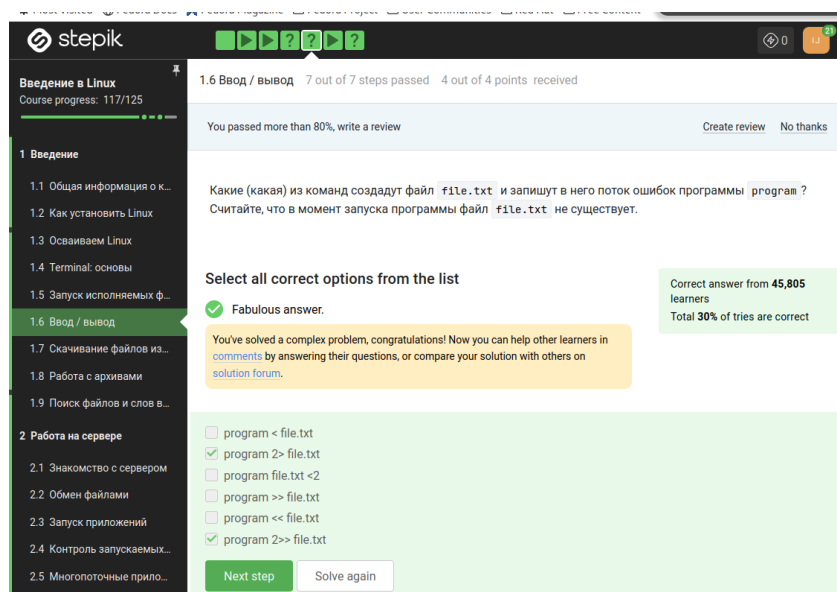 stepik
0
21
IJ
Введение в Linux
Course progress: 117/125
1.6 Ввод / вывод 7 out of 7 steps passed 4 out of 4 points received
You passed more than 80%, write a review Create review No thanks
1 Введение
1.1 Общая информация о к...
1.2 Как установить Linux
1.3 Осваиваем Linux
1.4 Terminal: основы
1.5 Запуск исполняемых ф...
1.6 Ввод / вывод
1.7 Скачивание файлов из...
1.8 Работа с архивами
1.9 Поиск файлов и слов в...
2 Работа на сервере
2.1 Знакомство с сервером
2.2 Обмен файлами
2.3 Запуск приложений
2.4 Контроль запускаемых...
2.5 Многопоточные прило...
Какие (какая) из команд создадут файл file.txt и запишут в него поток ошибок программы program?
Считайте, что в момент запуска программы файл file.txt не существует.
Select all correct options from the list
Fabulous answer.
You've solved a complex problem, congratulations! Now you can help other learners in
comments by answering their questions, or compare your solution with others on
solution forum.
Correct answer from 45,805
learners
Total 30% of tries are correct
program < file.txt
program 2> file.txt
program file.txt <2
program >> file.txt
program << file.txt
program 2>> file.txt
Next step Solve again